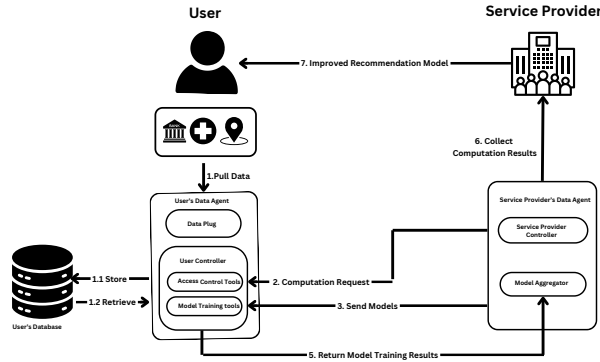 User
Service Provider
7. Improved Recommendation Model
6. Collect
Computation Results
1.Pull Data
User's Data Agent
Data Plug
User Controller
Access Control Tools
Model Training tools
1.1 Store
1.2 Retrieve
User's Database
2. Computation Request
3. Send Models
Service Provider's Data Agent
Service Provider
Controller
Model Aggregator
5. Return Model Training Results